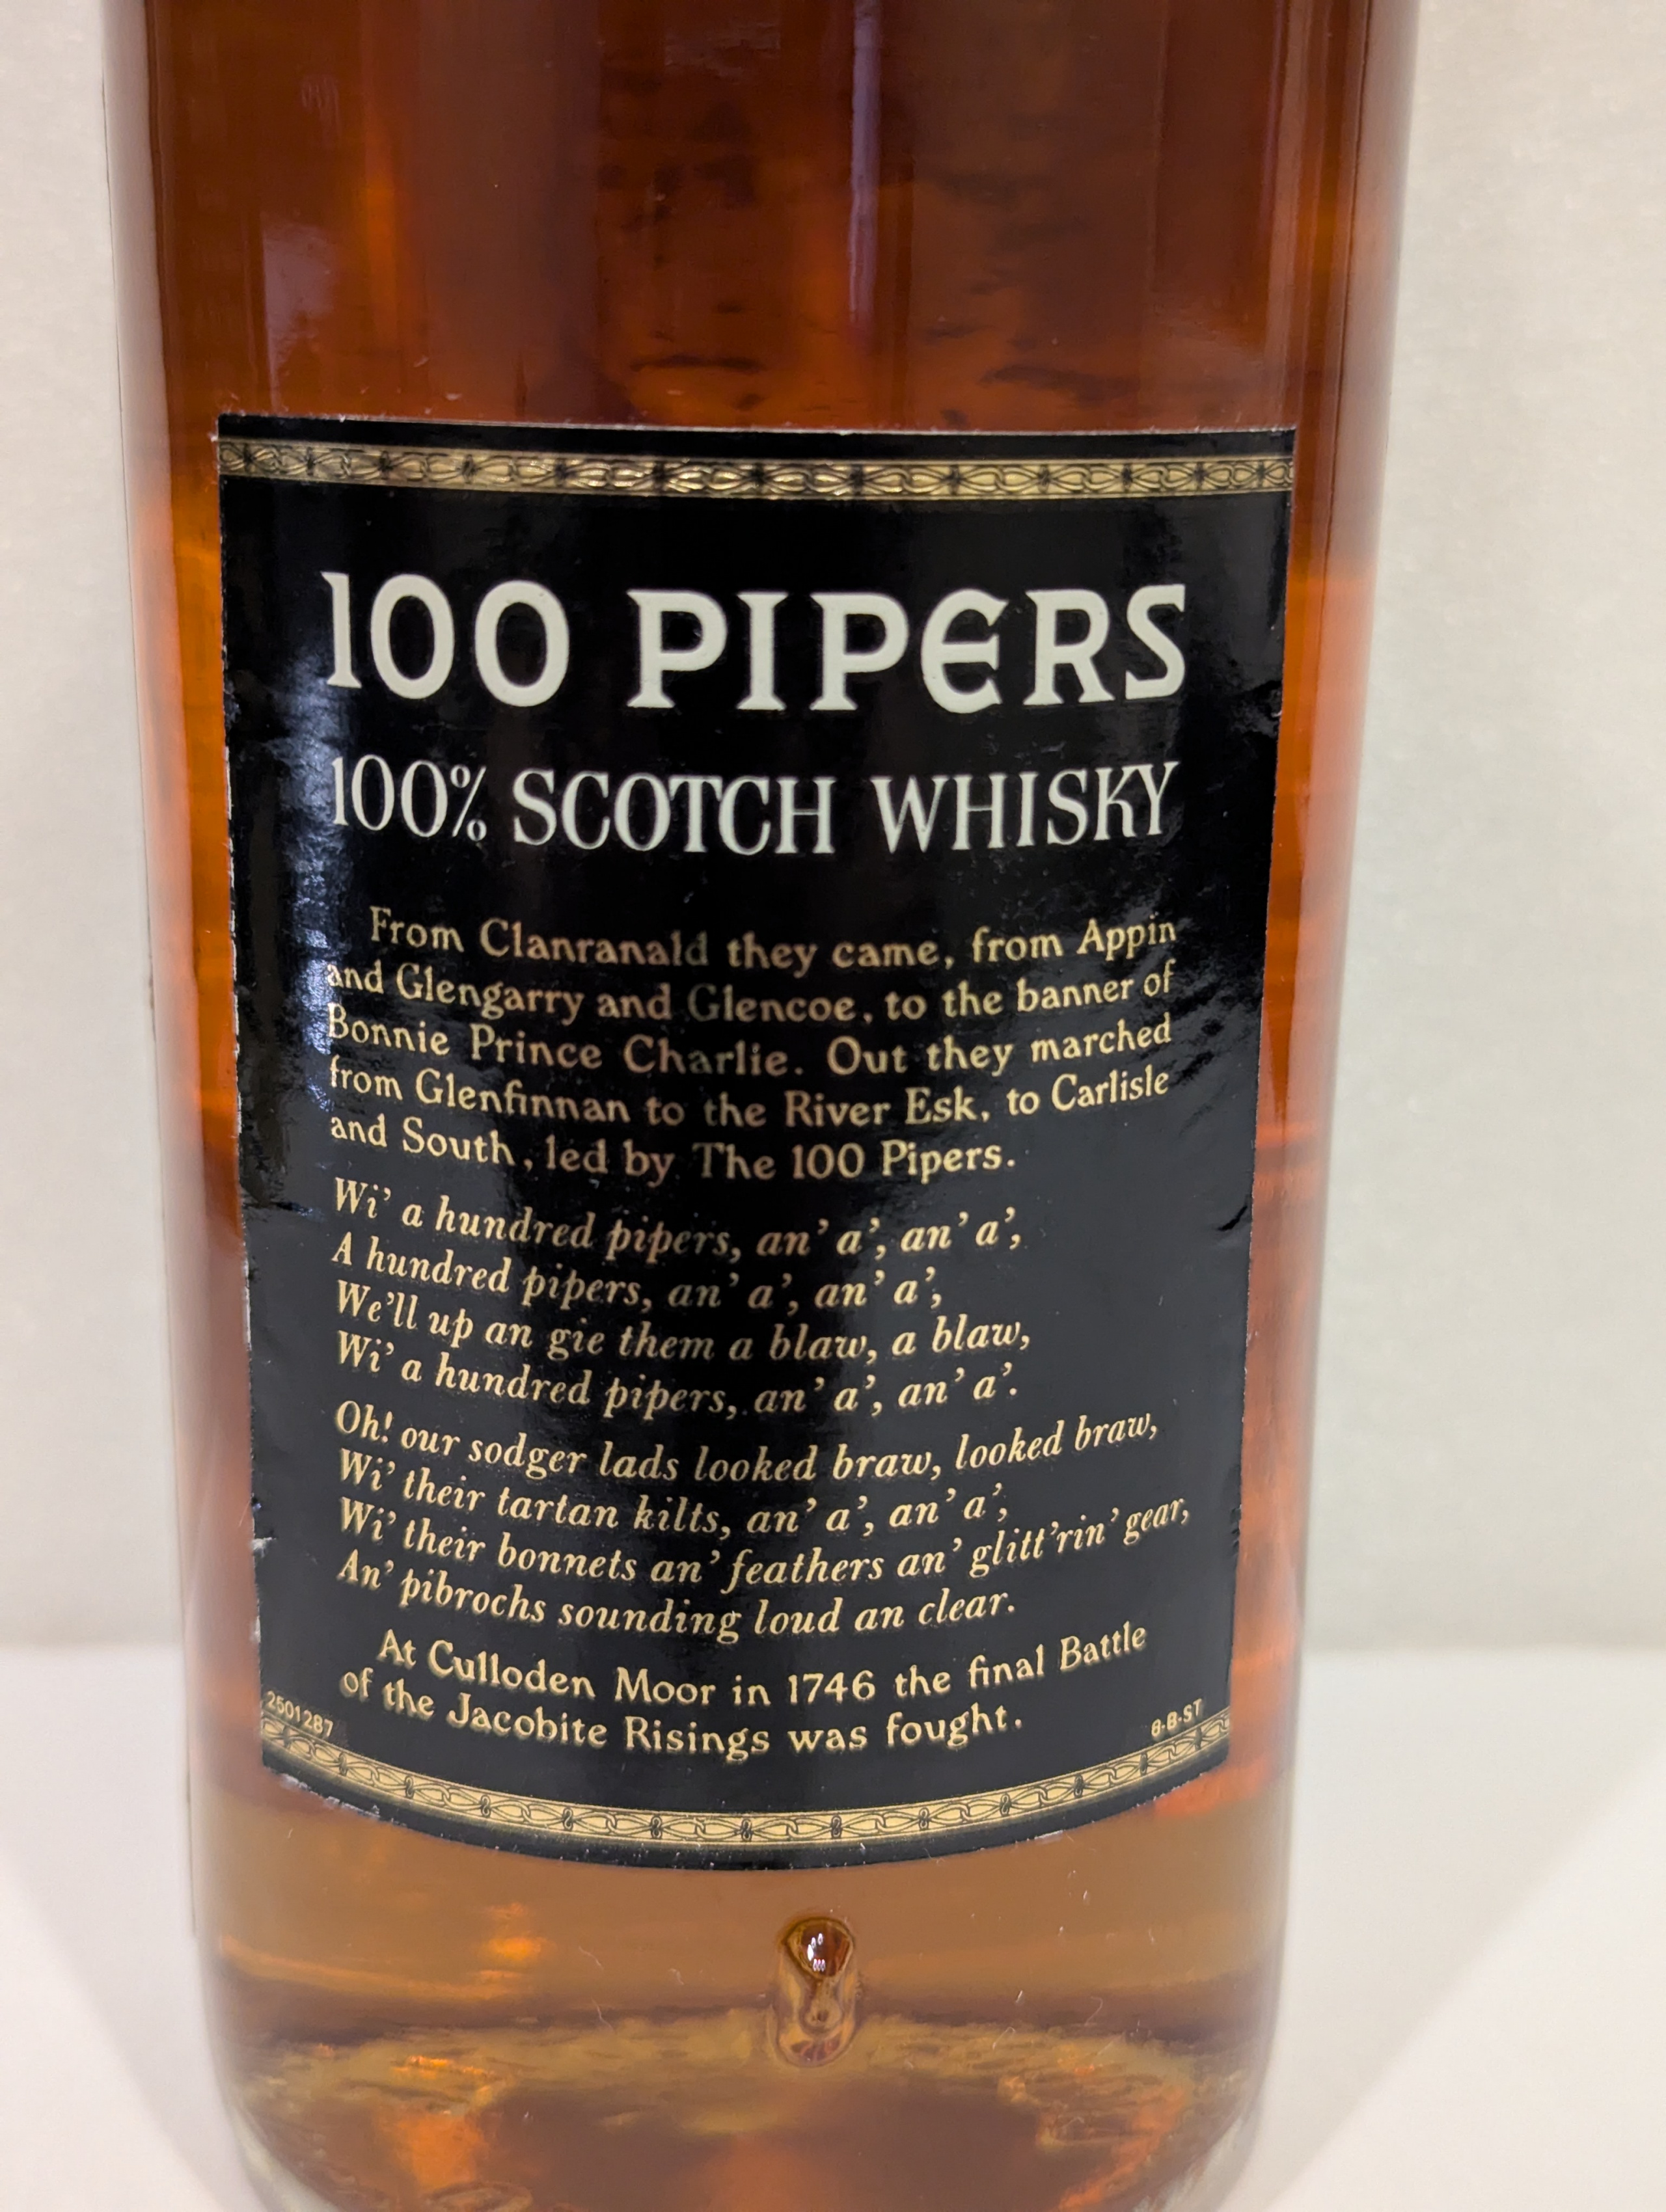 100 PIPERS
100% SCOTCH WHISKY
From Clanranald they came, from Appin
and Glengarry and Glencoe, to the banner of
Bonnie Prince Charlie. Out they marched
from Glenfinnan to the River Esk, to Carlisle
and South, led by The 100 Pipers.
Wi' a hundred pipers, an' a', an' a',
A hundred pipers, an' a', an' a',
We'll up an gie them a blaw, a blaw,
Wi' a hundred pipers, an' a', an' a'.
Oh! our sodger lads looked braw, looked braw,
Wi' their tartan kilts, an' a', an' a',
Wi' their bonnets an' feathers an' glitt'rin' gear,
An' pibrochs sounding loud an clear.
At Culloden Moor in 1746 the final Battle
of the Jacobite Risings was fought.
2501287
8-8-ST